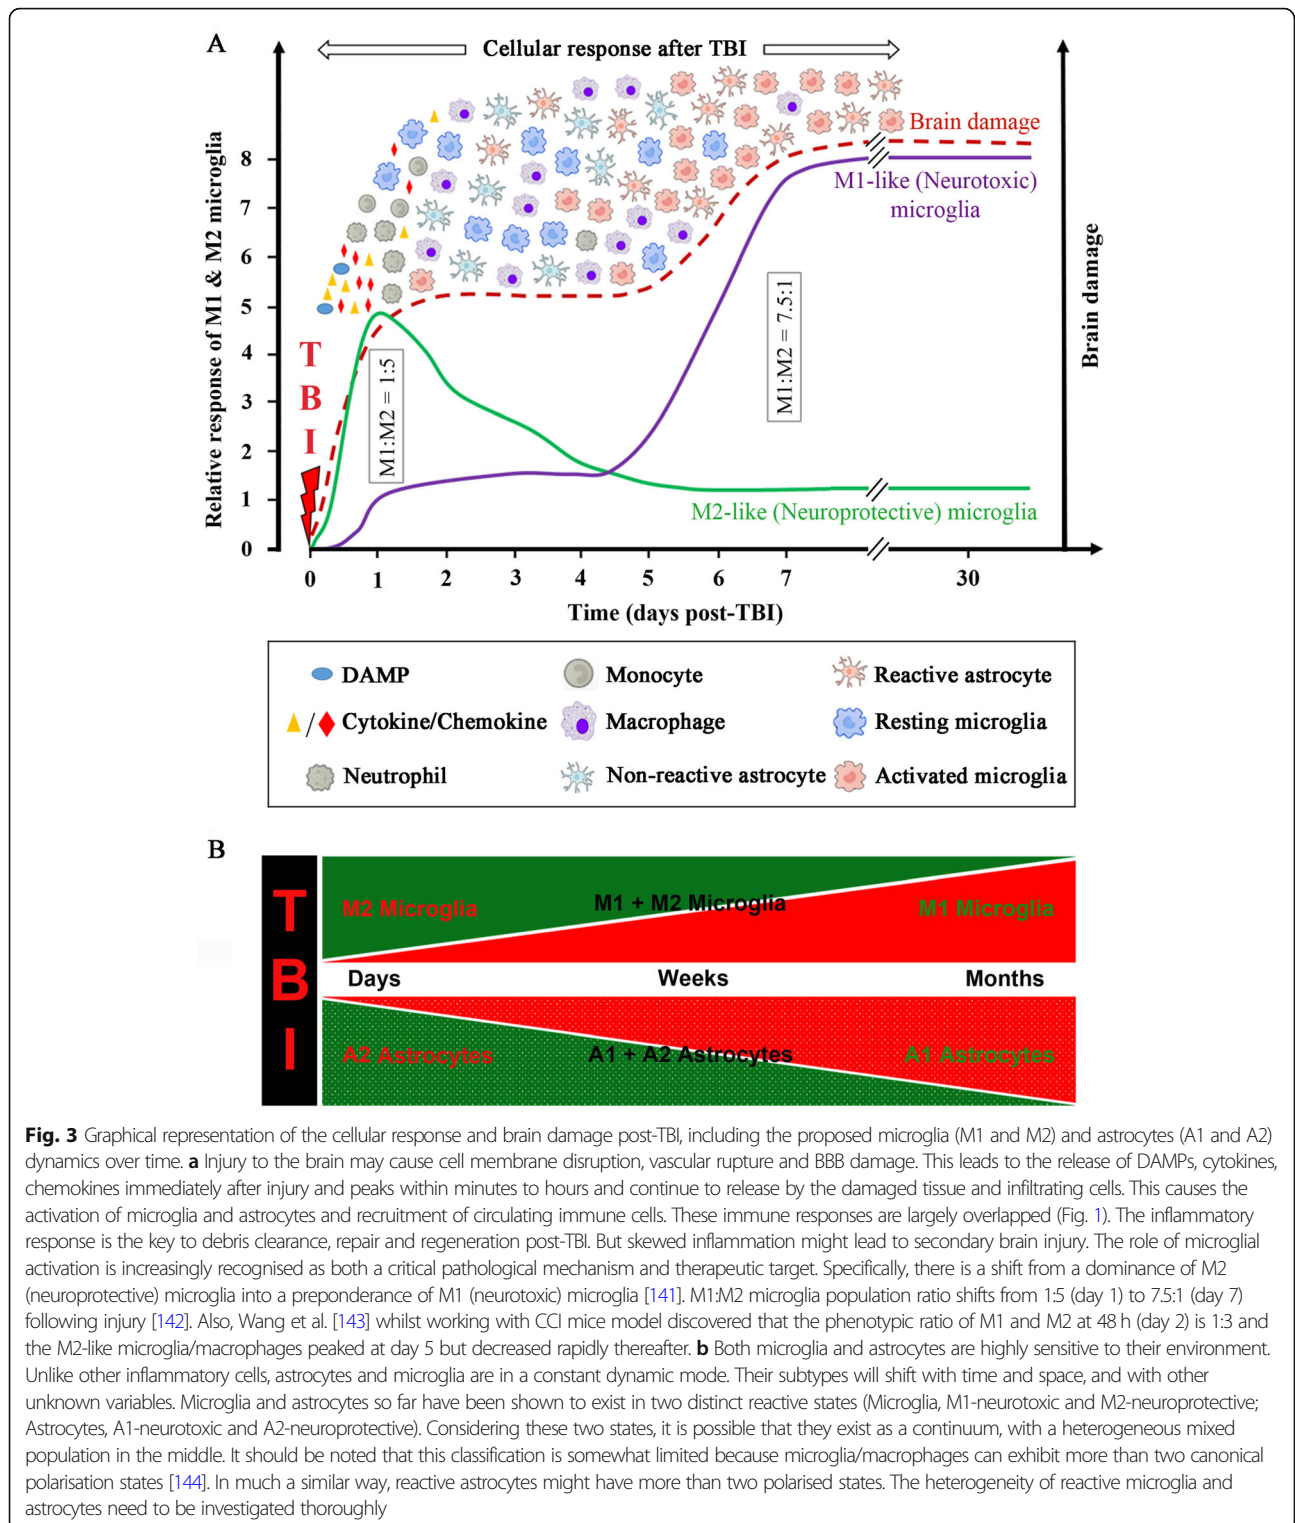 A
Cellular response after TBI
Relative response of M1 & M2 microglia
8
7
6
5
4
3
2
1
0
T
B
I
M1:M2 = 1:5
M1:M2 = 7.5:1
Brain damage
M1-like (Neurotoxic)
microglia
M2-like (Neuroprotective) microglia
Brain damage
0 1 2 3 4 5 6 7 30
Time (days post-TBI)
DAMP Monocyte Reactive astrocyte
/ Cytokine/Chemokine Macrophage Resting microglia
Neutrophil Non-reactive astrocyte Activated microglia
B
T
B
I
M2 Microglia M1 + M2 Microglia M1 Microglia
Days Weeks Months
A2 Astrocytes A1 + A2 Astrocytes A1 Astrocytes
Fig. 3 Graphical representation of the cellular response and brain damage post-TBI, including the proposed microglia (M1 and M2) and astrocytes (A1 and A2)
dynamics over time. a Injury to the brain may cause cell membrane disruption, vascular rupture and BBB damage. This leads to the release of DAMPs, cytokines,
chemokines immediately after injury and peaks within minutes to hours and continue to release by the damaged tissue and infiltrating cells. This causes the
activation of microglia and astrocytes and recruitment of circulating immune cells. These immune responses are largely overlapped (Fig. 1). The inflammatory
response is the key to debris clearance, repair and regeneration post-TBI. But skewed inflammation might lead to secondary brain injury. The role of microglial
activation is increasingly recognised as both a critical pathological mechanism and therapeutic target. Specifically, there is a shift from a dominance of M2
(neuroprotective) microglia into a preponderance of M1 (neurotoxic) microglia [141]. M1:M2 microglia population ratio shifts from 1:5 (day 1) to 7.5:1 (day 7)
following injury [142]. Also, Wang et al. [143] whilst working with CCI mice model discovered that the phenotypic ratio of M1 and M2 at 48 h (day 2) is 1:3 and
the M2-like microglia/macrophages peaked at day 5 but decreased rapidly thereafter. b Both microglia and astrocytes are highly sensitive to their environment.
Unlike other inflammatory cells, astrocytes and microglia are in a constant dynamic mode. Their subtypes will shift with time and space, and with other
unknown variables. Microglia and astrocytes so far have been shown to exist in two distinct reactive states (Microglia, M1-neurotoxic and M2-neuroprotective;
Astrocytes, A1-neurotoxic and A2-neuroprotective). Considering these two states, it is possible that they exist as a continuum, with a heterogeneous mixed
population in the middle. It should be noted that this classification is somewhat limited because microglia/macrophages can exhibit more than two canonical
polarisation states [144]. In much a similar way, reactive astrocytes might have more than two polarised states. The heterogeneity of reactive microglia and
astrocytes need to be investigated thoroughly